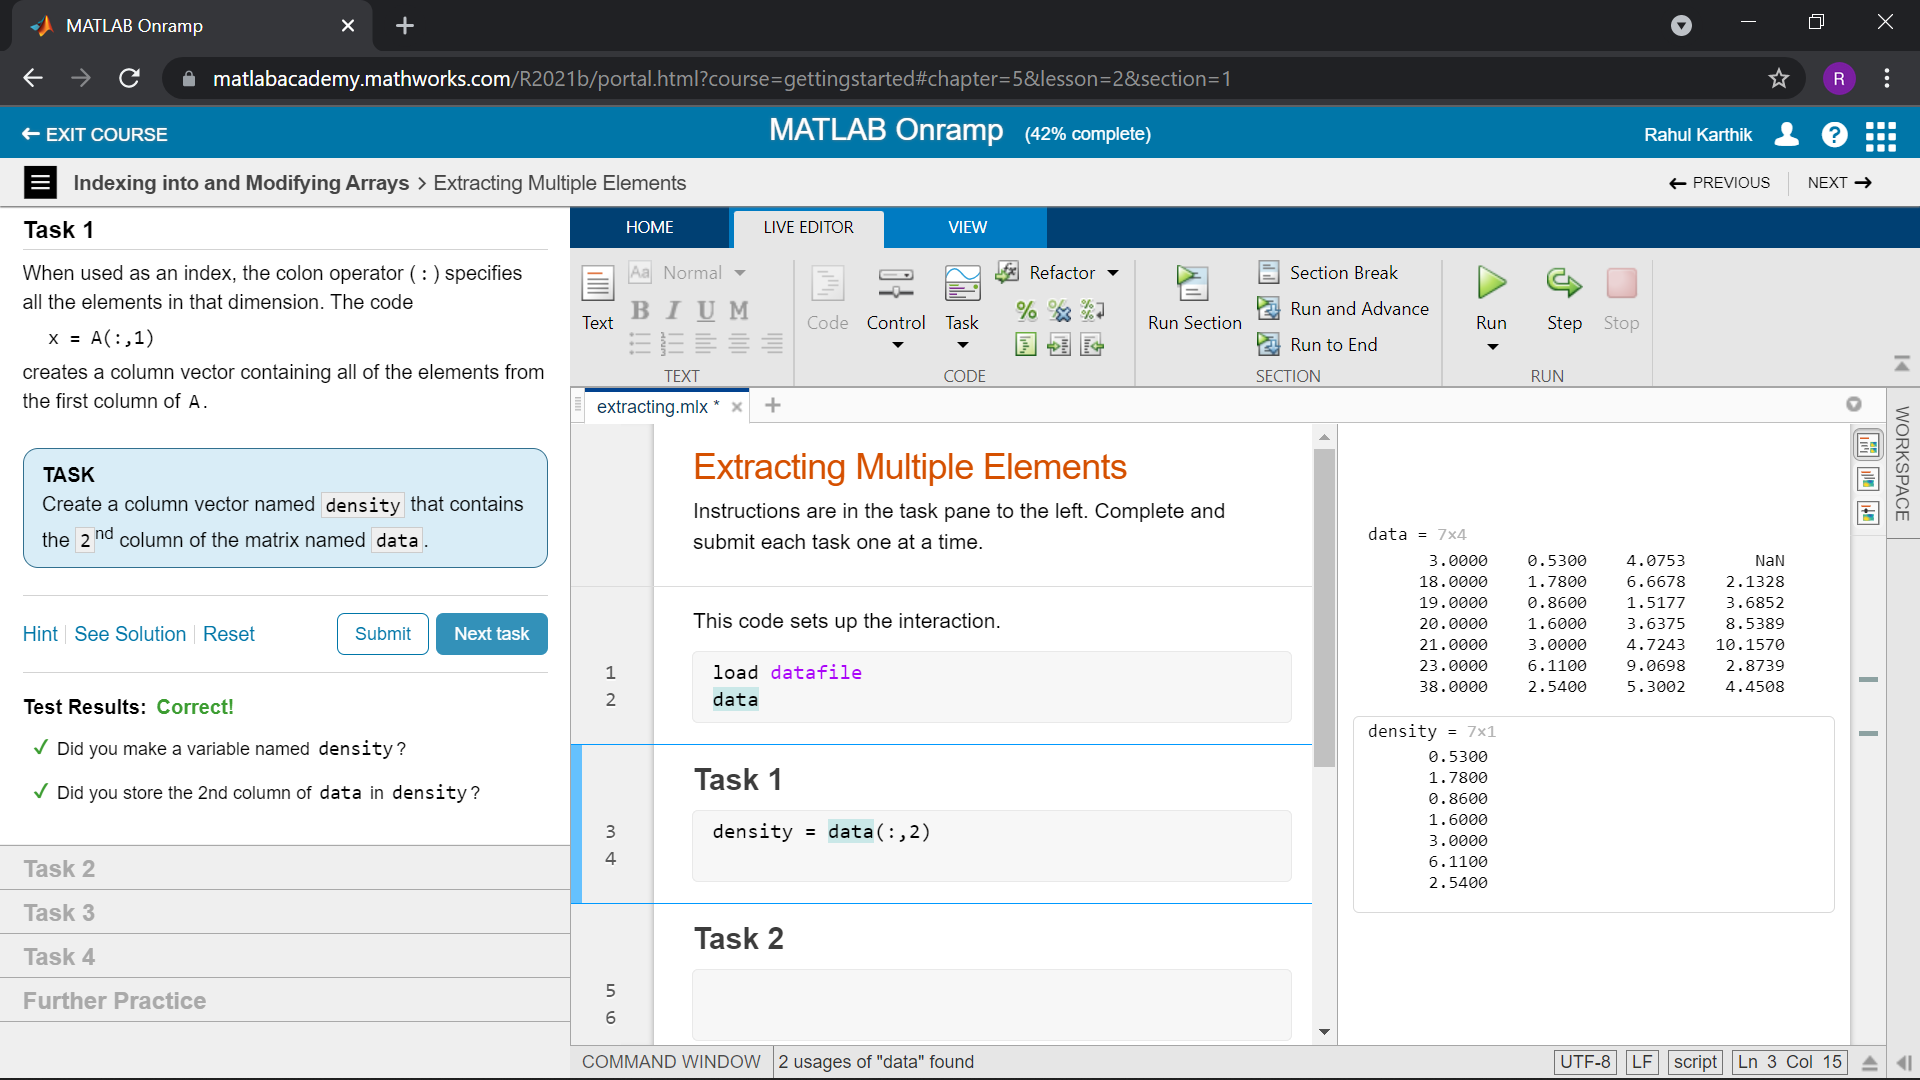 MATLAB Onramp
matlabacademy.mathworks.com/R2021b/portal.html?course=gettingstarted#chapter=5&lesson=2&section=1
R
EXIT COURSE
MATLAB Onramp (42% complete)
Rahul Karthik
?
Indexing into and Modifying Arrays > Extracting Multiple Elements
PREVIOUS
NEXT
Task 1
When used as an index, the colon operator (:) specifies
all the elements in that dimension. The code
x = A(:,1)
creates a column vector containing all of the elements from
the first column of A.
TASK
Create a column vector named density that contains
the 2nd column of the matrix named data.
Hint
See Solution
Reset
Submit
Next task
Test Results: Correct!
✓ Did you make a variable named density?
✓ Did you store the 2nd column of data in density?
Task 2
Task 3
Task 4
Further Practice
HOME
LIVE EDITOR
VIEW
Text
Aa Normal
B I U M
TEXT
Code
Control
Task
Refactor
CODE
Run Section
Section Break
Run and Advance
Run to End
SECTION
Run
Step
Stop
RUN
extracting.mlx *
Extracting Multiple Elements
Instructions are in the task pane to the left. Complete and
submit each task one at a time.
This code sets up the interaction.
1 load datafile
2 data
Task 1
3 density = data(:,2)
4
Task 2
5
6
data = 7×4
3.0000 0.5300 4.0753 NaN
18.0000 1.7800 6.6678 2.1328
19.0000 0.8600 1.5177 3.6852
20.0000 1.6000 3.6375 8.5389
21.0000 3.0000 4.7243 10.1570
23.0000 6.1100 9.0698 2.8739
38.0000 2.5400 5.3002 4.4508
density = 7×1
0.5300
1.7800
0.8600
1.6000
3.0000
6.1100
2.5400
WORKSPACE
COMMAND WINDOW
2 usages of "data" found
UTF-8
LF
script
Ln 3 Col 15